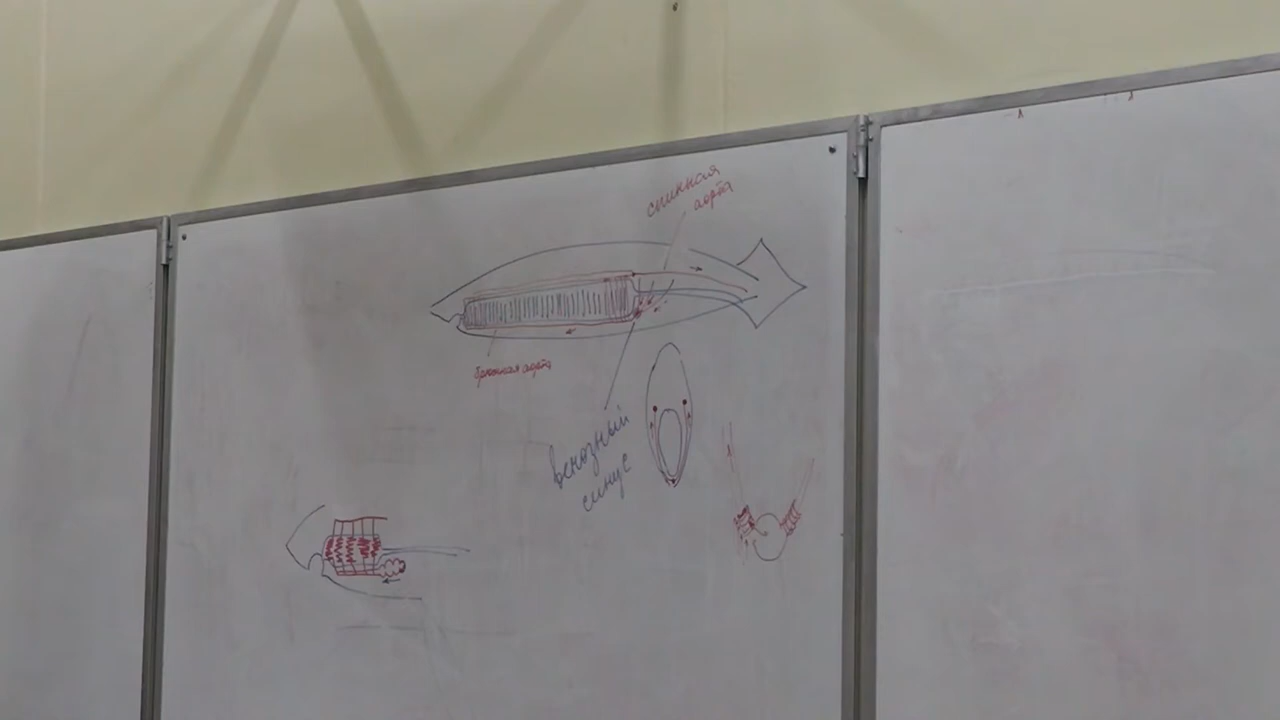 спинная
аорта
брюшная аорта
венозный
синус